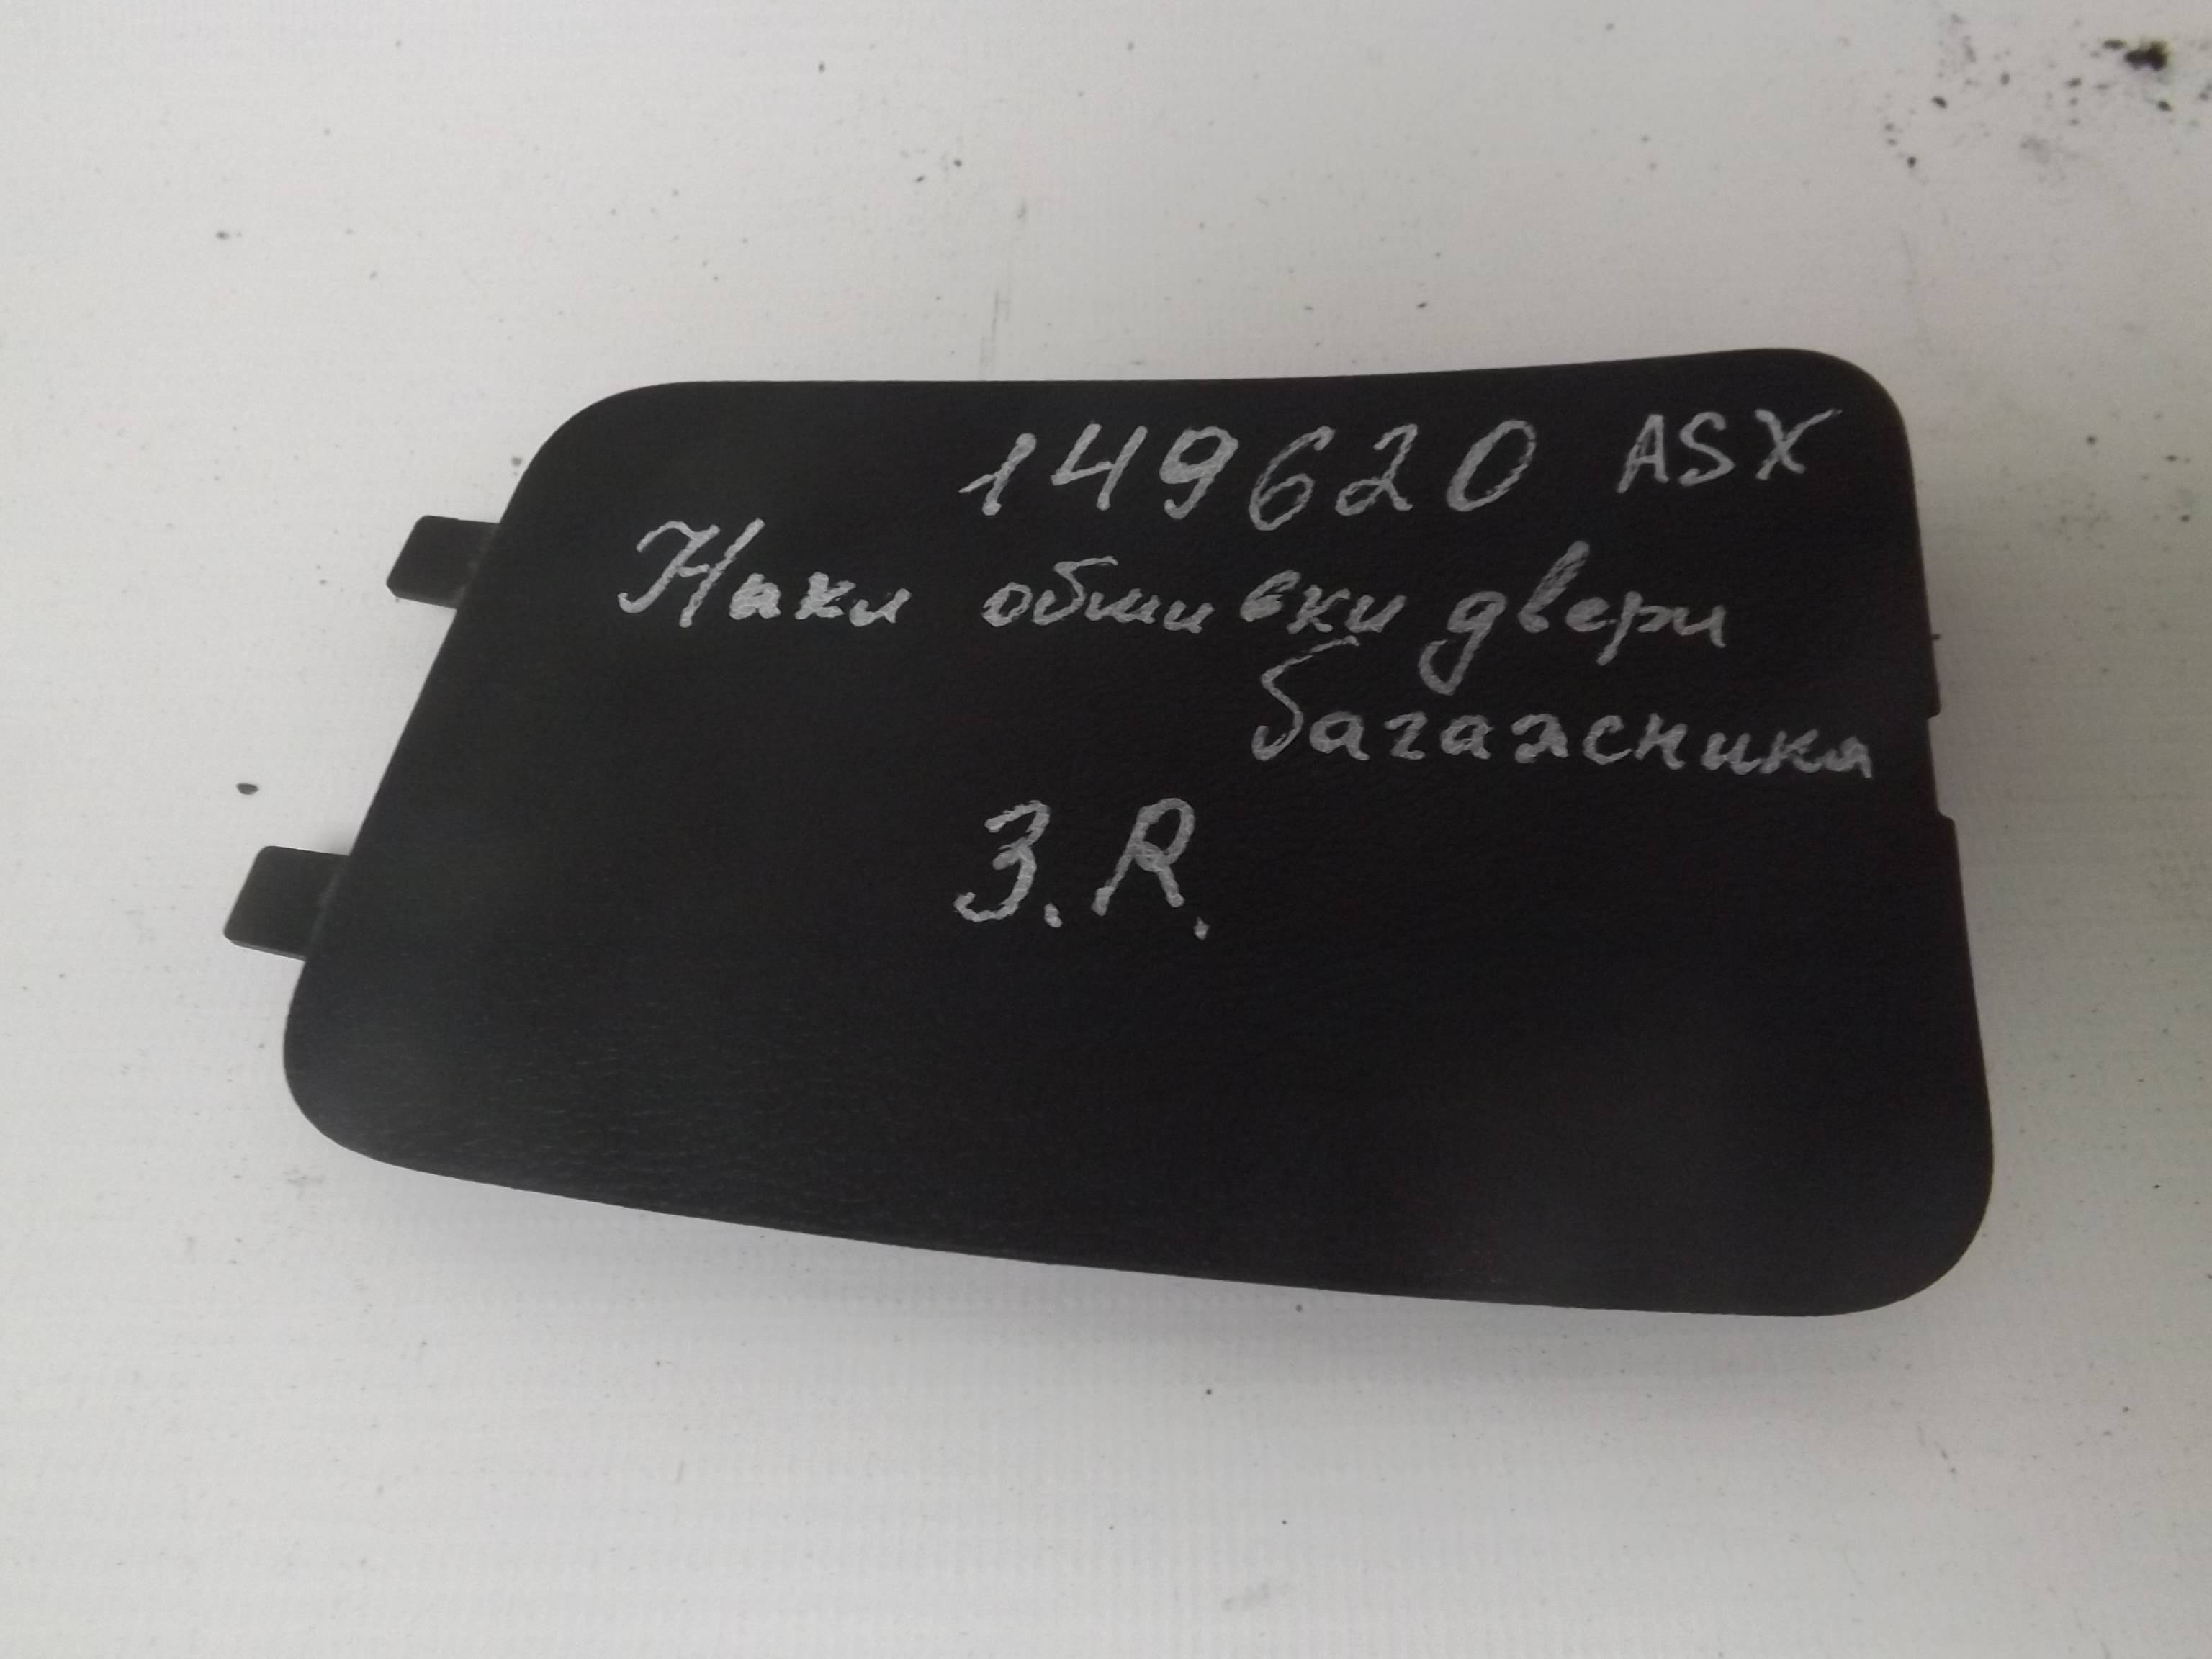 149620 ASX
Накл обшивки двери
багажника
З.R.